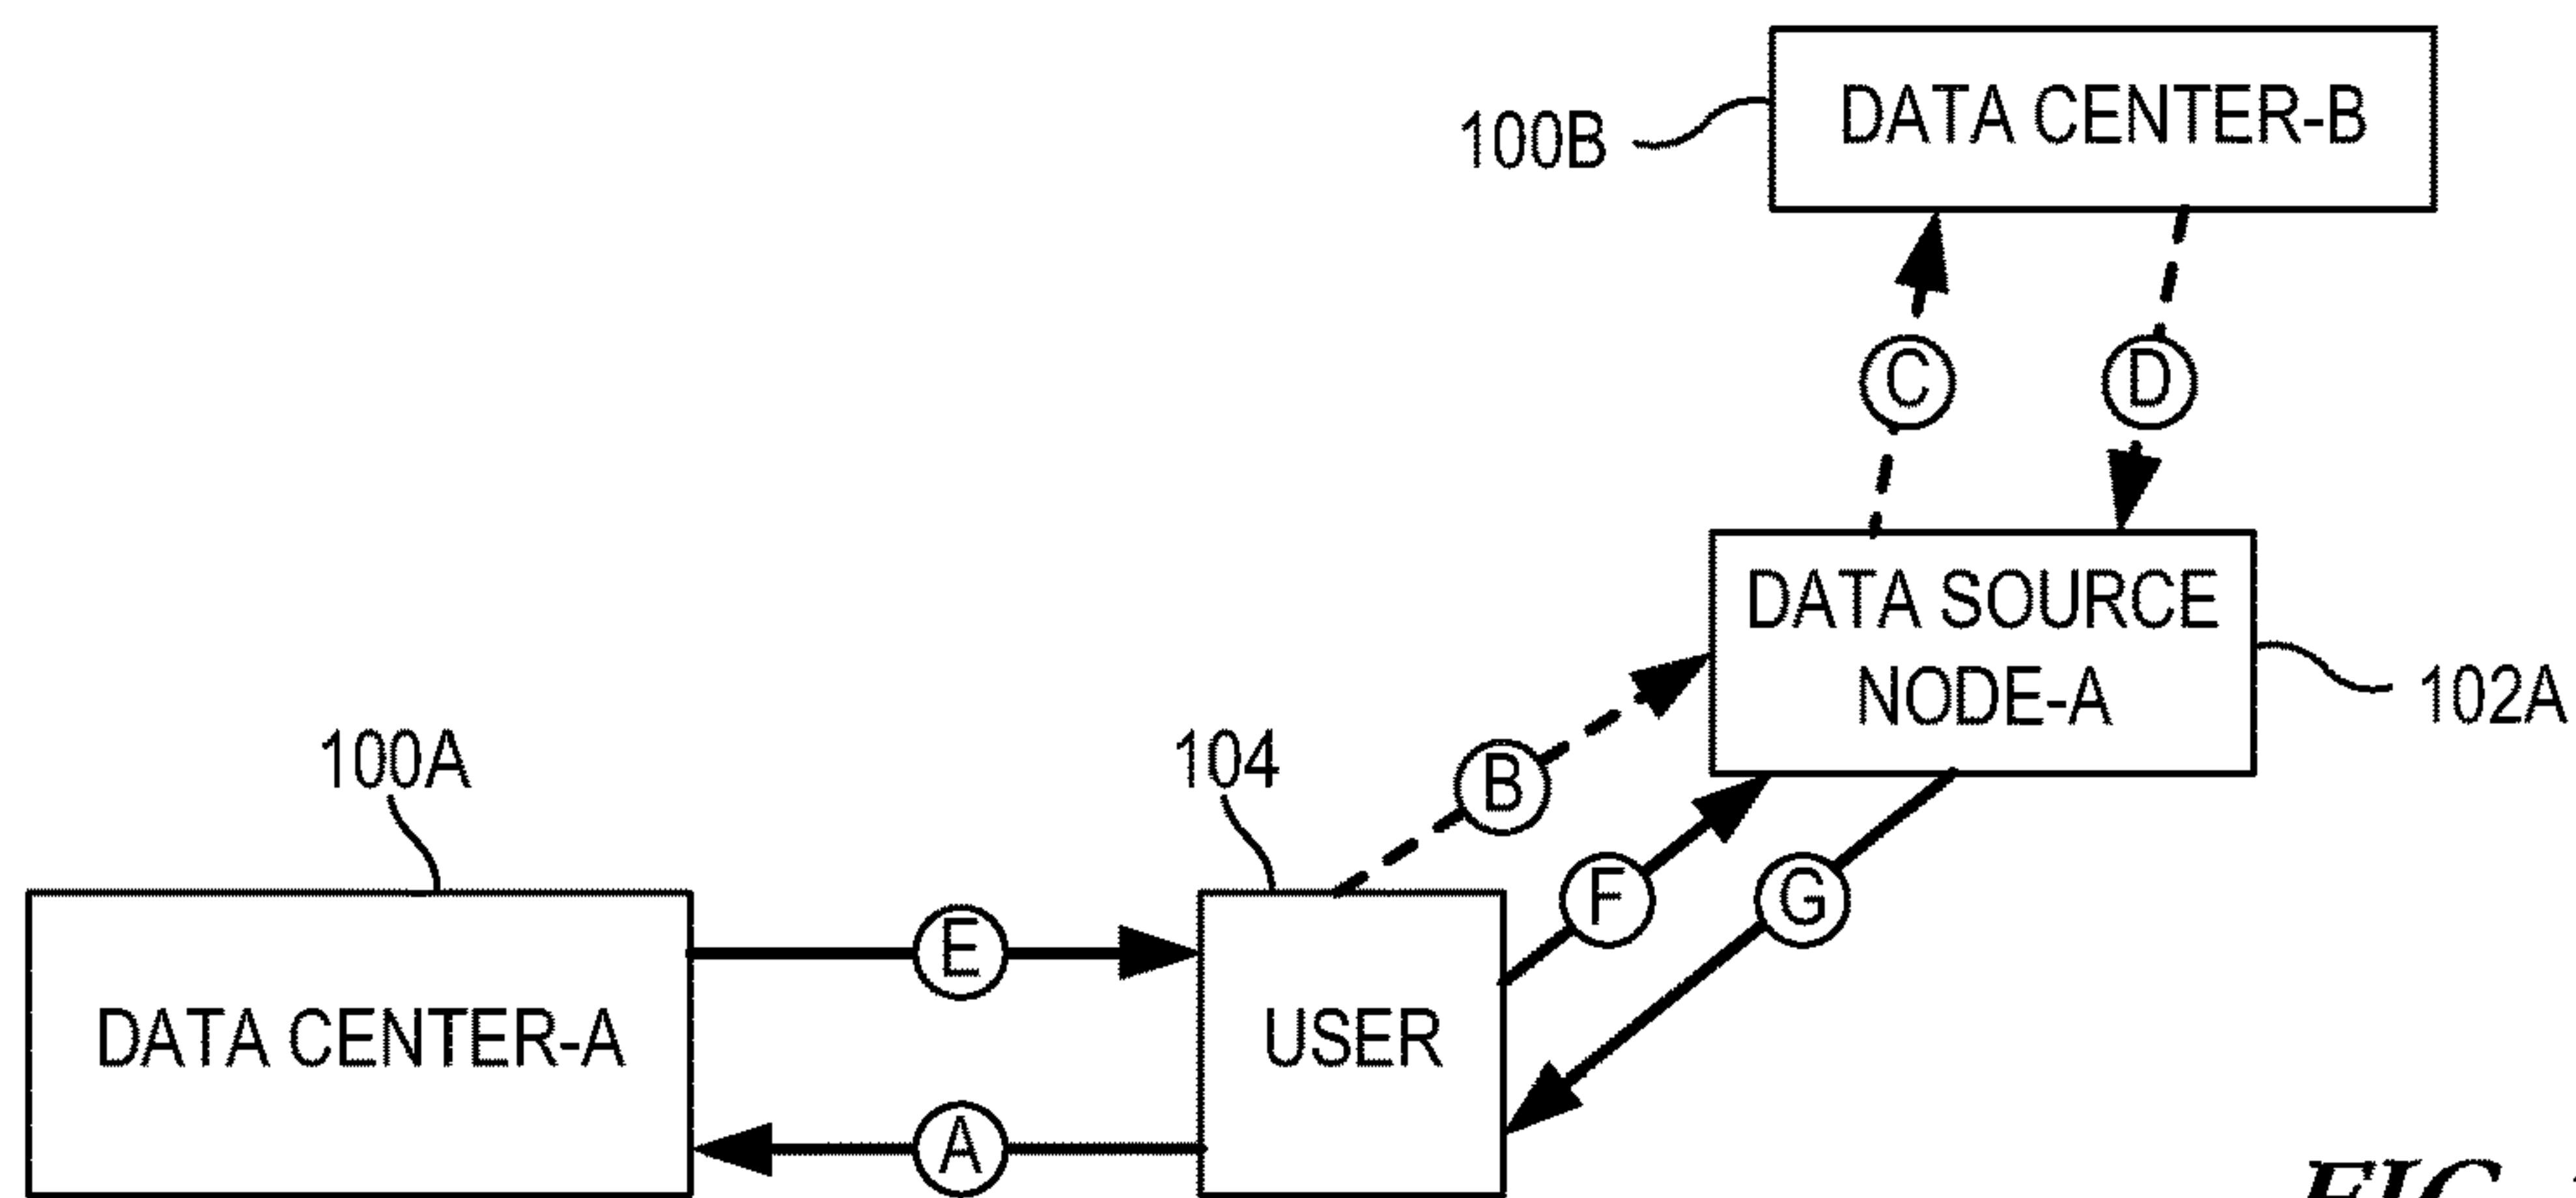 DATA CENTER-B
100B
C
D
DATA SOURCE
NODE-A
102A
B
100A
104
F
G
E
DATA CENTER-A
USER
A